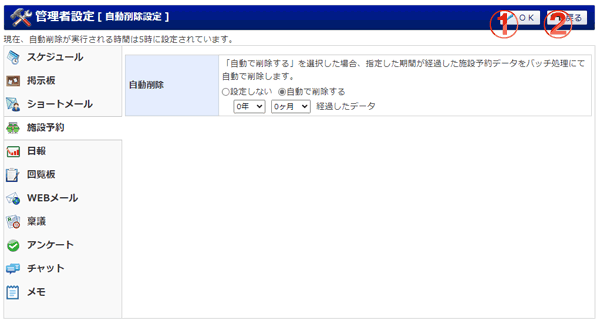 管理者設定 [ 自動削除設定 ]
① OK
② 戻る
現在、自動削除が実行される時間は5時に設定されています。
スケジュール
掲示板
ショートメール
施設予約
日報
回覧板
WEBメール
稟議
アンケート
チャット
メモ
自動削除
「自動で削除する」を選択した場合、指定した期間が経過した施設予約データをバッチ処理にて
自動で削除します。
○設定しない ◉自動で削除する
0年 0ヶ月 経過したデータ